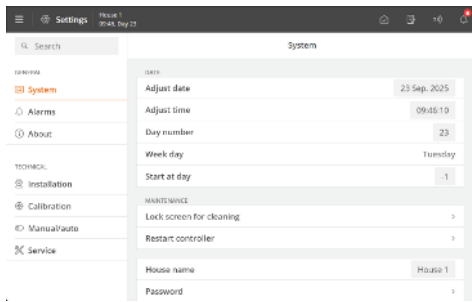 Settings
House 1
09:46, Day 23
Search
System
GENERAL
System
Alarms
About
TECHNICAL
Installation
Calibration
Manual/auto
Service
DATE
Adjust date 23 Sep. 2025
Adjust time 09:46:10
Day number 23
Week day Tuesday
Start at day -1
MAINTENANCE
Lock screen for cleaning
Restart controller
House name House 1
Password